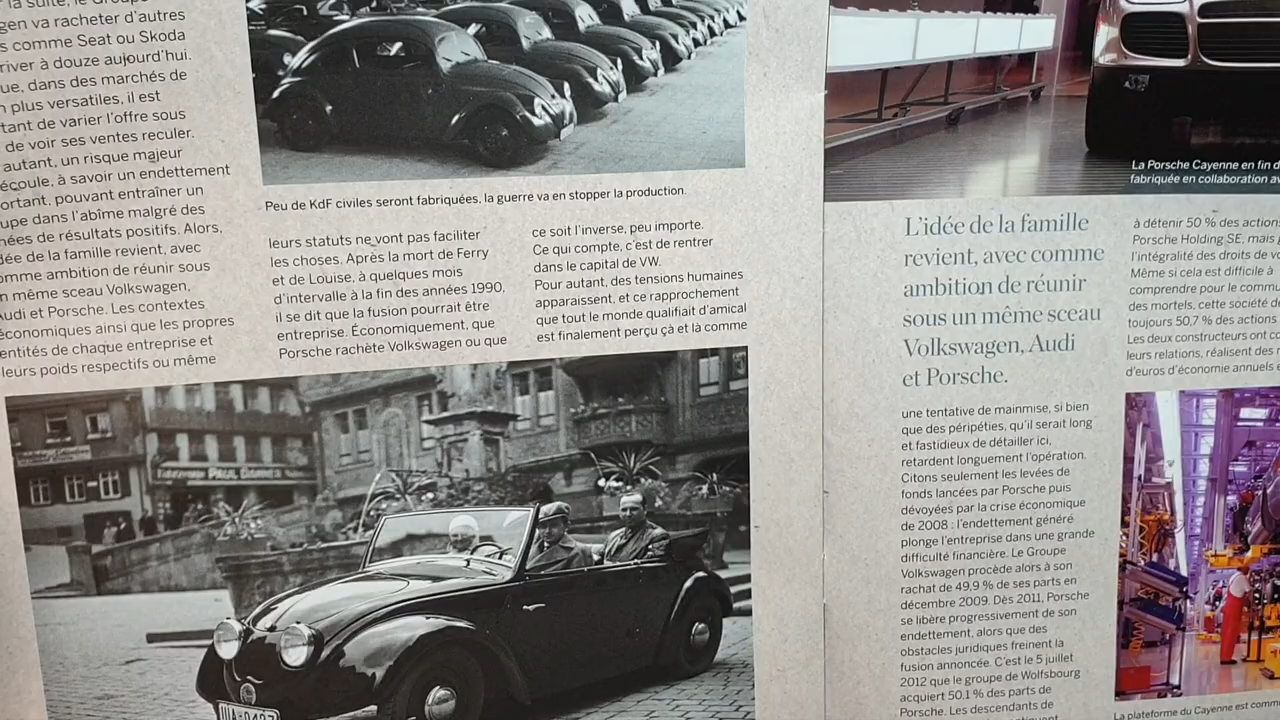 la suite, le Groupe
gen va racheter d'autres
s comme Seat ou Skoda
river à douze aujourd'hui.
ue, dans des marchés de
n plus versatiles, il est
tant de varier l'offre sous
de voir ses ventes reculer.
autant, un risque majeur
écoule, à savoir un endettement
ortant, pouvant entraîner un
upe dans l'abîme malgré des
nées de résultats positifs. Alors,
dée de la famille revient, avec
omme ambition de réunir sous
n même sceau Volkswagen,
Audi et Porsche. Les contextes
économiques ainsi que les propres
entités de chaque entreprise et
leurs poids respectifs ou même
Peu de KdF civiles seront fabriquées, la guerre va en stopper la production.
leurs statuts ne vont pas faciliter
les choses. Après la mort de Ferry
et de Louise, à quelques mois
d'intervalle à la fin des années 1990,
il se dit que la fusion pourrait être
entreprise. Économiquement, que
Porsche rachète Volkswagen ou que
ce soit l'inverse, peu importe.
Ce qui compte, c'est de rentrer
dans le capital de VW.
Pour autant, des tensions humaines
apparaissent, et ce rapprochement
que tout le monde qualifiait d'amical
est finalement perçu çà et là comme
PAUL
La Porsche Cayenne en fin d
fabriquée en collaboration av
L'idée de la famille
revient, avec comme
ambition de réunir
sous un même sceau
Volkswagen, Audi
et Porsche.
une tentative de mainmise, si bien
que des péripéties, qu'il serait long
et fastidieux de détailler ici,
retardent longuement l'opération.
Citons seulement les levées de
fonds lancées par Porsche puis
dévoyées par la crise économique
de 2008 : l'endettement généré
plonge l'entreprise dans une grande
difficulté financière. Le Groupe
Volkswagen procède alors à son
rachat de 49,9 % de ses parts en
décembre 2009. Dès 2011, Porsche
se libère progressivement de son
endettement, alors que des
obstacles juridiques freinent la
fusion annoncée. C'est le 5 juillet
2012 que le groupe de Wolfsbourg
acquiert 50,1 % des parts de
Porsche. Les descendants de
à détenir 50 % des action
Porsche Holding SE, mais
l'intégralité des droits de v
Même si cela est difficile à
comprendre pour le commu
des mortels, cette société d
toujours 50,7 % des actions
Les deux constructeurs ont co
leurs relations, réalisent des
d'euros d'économie annuels e
La plateforme du Cayenne est comm